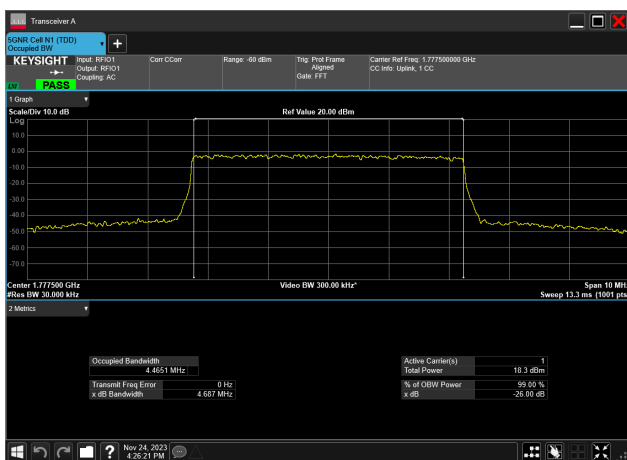 Transceiver A
5GNR Cell N1 (TDD)
Occupied BW
KEYSIGHT
Input: RFIO1
Output: RFIO1
Coupling: AC
Corr CCorr
Range: -60 dBm
Trig: Prot Frame
Aligned
Gate: FFT
Carrier Ref Freq: 1.777500000 GHz
CC Info: Uplink, 1 CC
LXI
PASS
1 Graph
Scale/Div 10.0 dB
Ref Value 20.00 dBm
Log
10.0
0.00
-10.0
-20.0
-30.0
-40.0
-50.0
-60.0
-70.0
Center 1.777500 GHz
Video BW 300.00 kHz*
Span 10 MHz
#Res BW 30.000 kHz
Sweep 13.3 ms (1001 pts
2 Metrics
Occupied Bandwidth
4.4651 MHz
Active Carrier(s) 1
Total Power 18.3 dBm
Transmit Freq Error 0 Hz
x dB Bandwidth 4.687 MHz
% of OBW Power 99.00 %
x dB -26.00 dB
Nov 24, 2023
4:26:21 PM